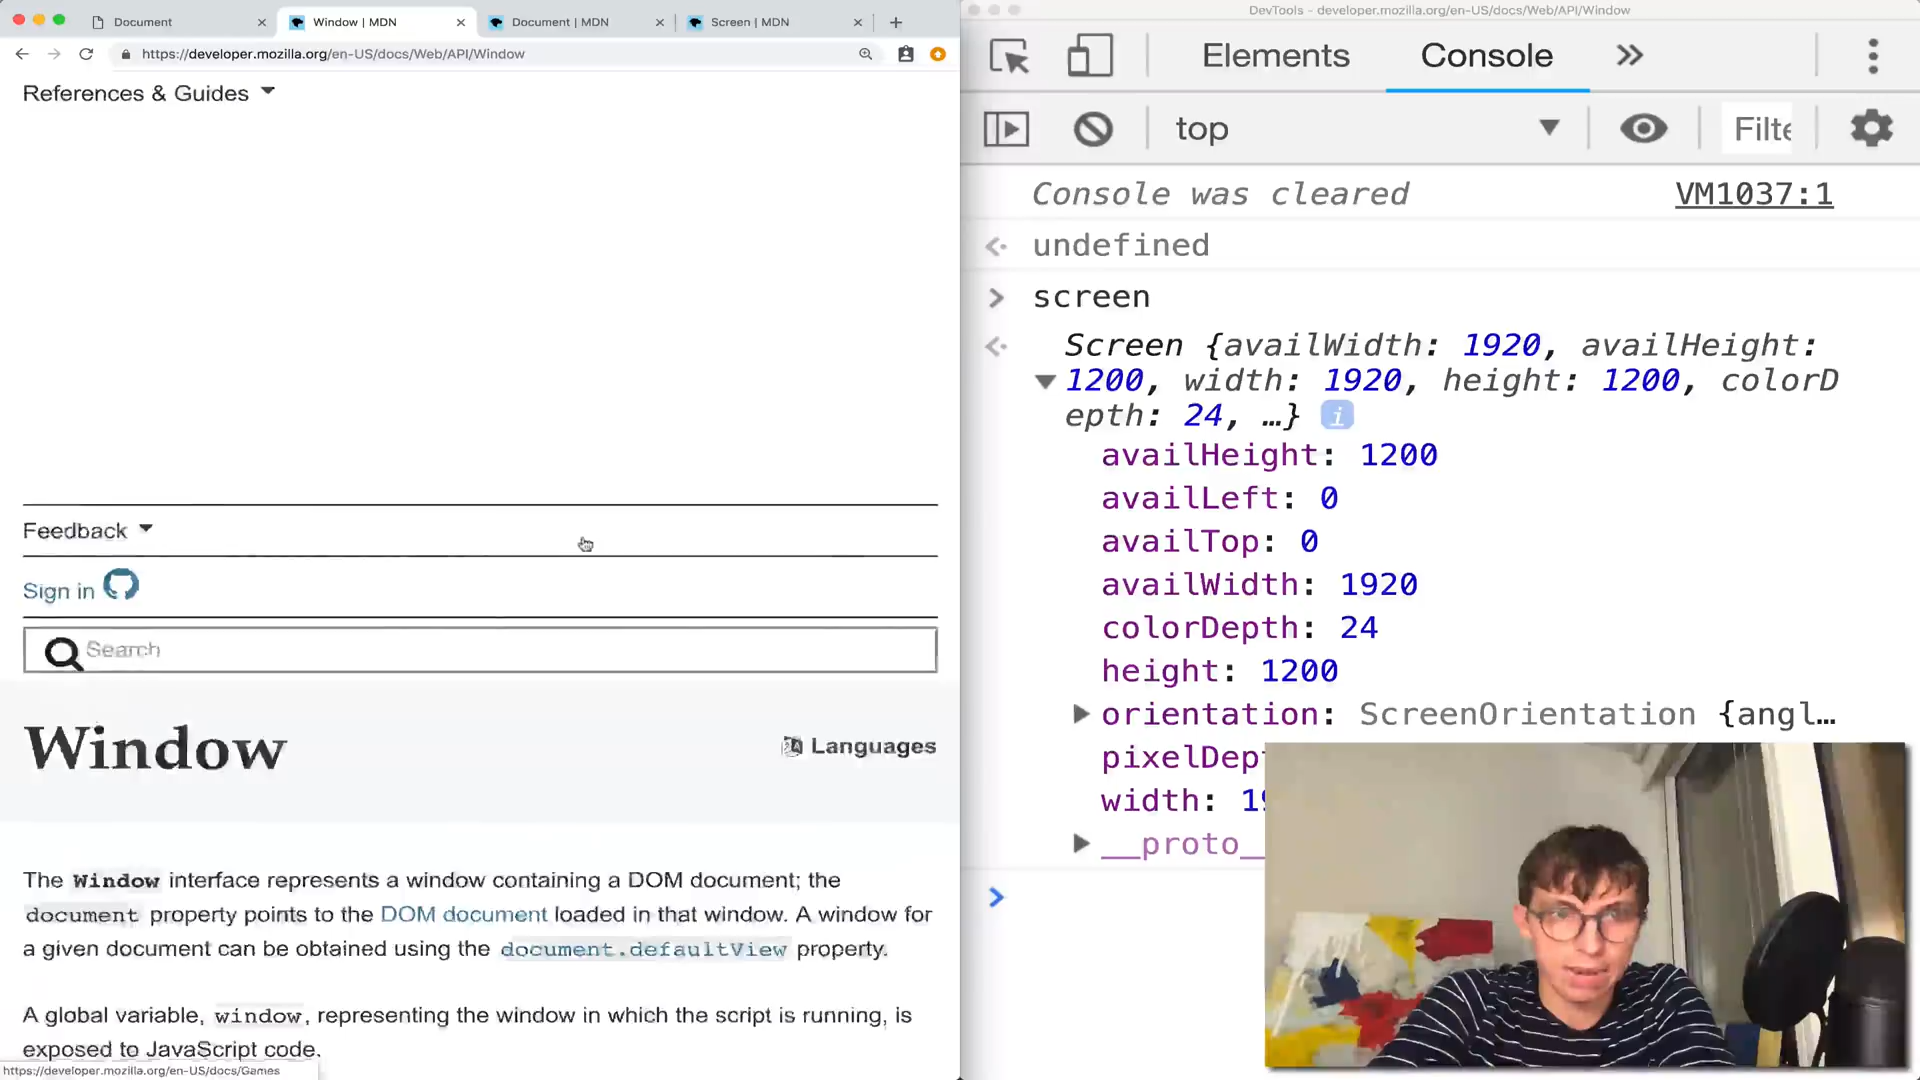 Document
Window | MDN
Document | MDN
Screen | MDN
https://developer.mozilla.org/en-US/docs/Web/API/Window
References & Guides
Feedback
Sign in
Search
Window
Languages
The Window interface represents a window containing a DOM document; the
document property points to the DOM document loaded in that window. A window for
a given document can be obtained using the document.defaultView property.
A global variable, window, representing the window in which the script is running, is
exposed to JavaScript code.
https://developer.mozilla.org/en-US/docs/Games
DevTools - developer.mozilla.org/en-US/docs/Web/API/Window
Elements
Console
top
Filte
Console was cleared
VM1037:1
undefined
screen
Screen {availWidth: 1920, availHeight:
1200, width: 1920, height: 1200, colorD
epth: 24, …}
availHeight: 1200
availLeft: 0
availTop: 0
availWidth: 1920
colorDepth: 24
height: 1200
orientation: ScreenOrientation {angl…
pixelDep
width: 19
__proto__